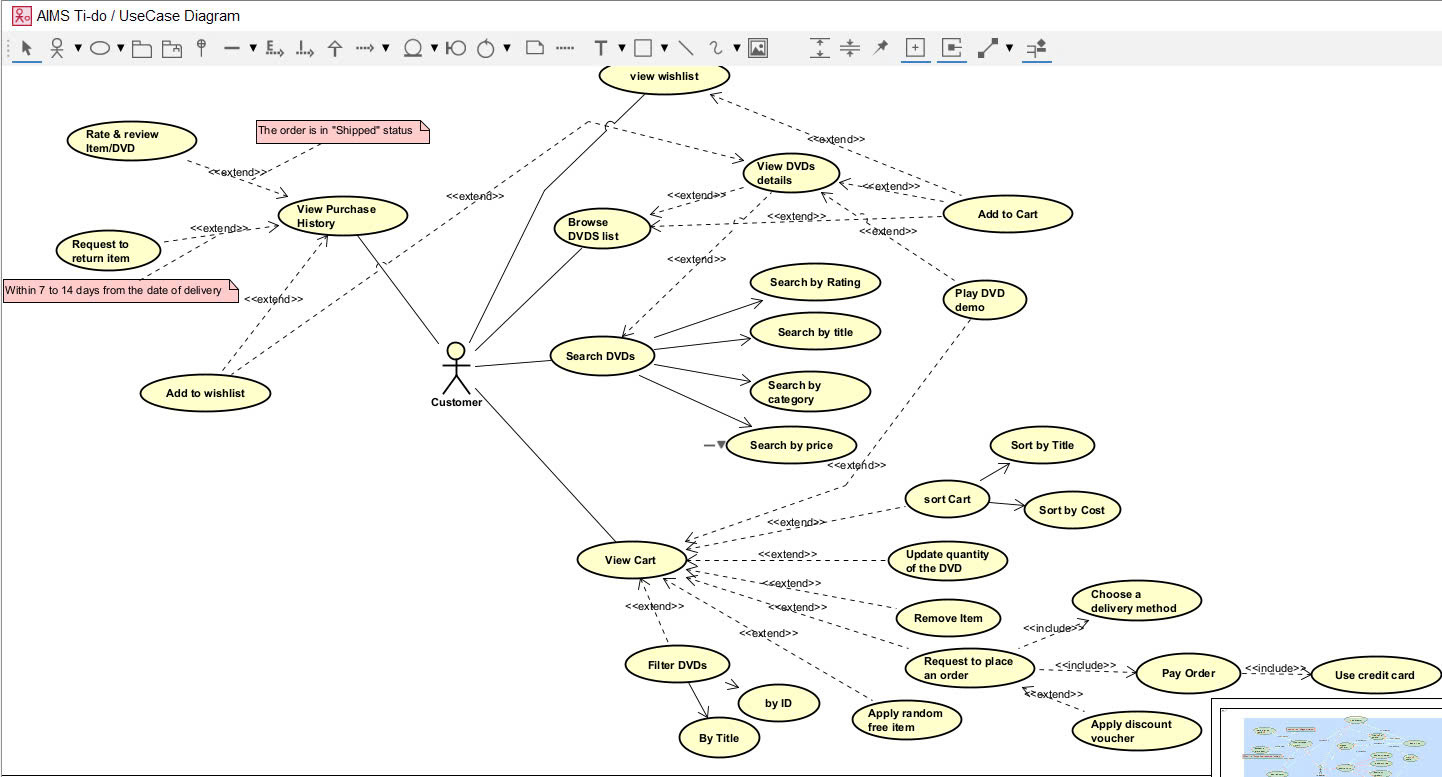 AIMS Ti-do / UseCase Diagram
E
I
T
view wishlist
Rate & review
Item/DVD
The order is in "Shipped" status
<<extend>>
View DVDs
details
<<extend>>
<<extend>>
<<extend>>
<<extend>>
View Purchase
History
Browse
DVDS list
<<extend>>
Add to Cart
<<extend>>
<<extend>>
Request to
return item
<<extend>>
Within 7 to 14 days from the date of delivery
<<extend>>
Search by Rating
Play DVD
demo
Search by title
Search DVDs
Customer
Add to wishlist
Search by
category
Search by price
<<extend>>
Sort by Title
sort Cart
Sort by Cost
<<extend>>
View Cart
<<extend>>
Update quantity
of the DVD
<<extend>>
<<extend>>
<<extend>>
<<extend>>
Remove Item
Choose a
delivery method
<<include>>
Filter DVDs
Request to place
an order
<<include>>
Pay Order
<<include>>
Use credit card
<<extend>>
by ID
By Title
Apply random
free item
Apply discount
voucher